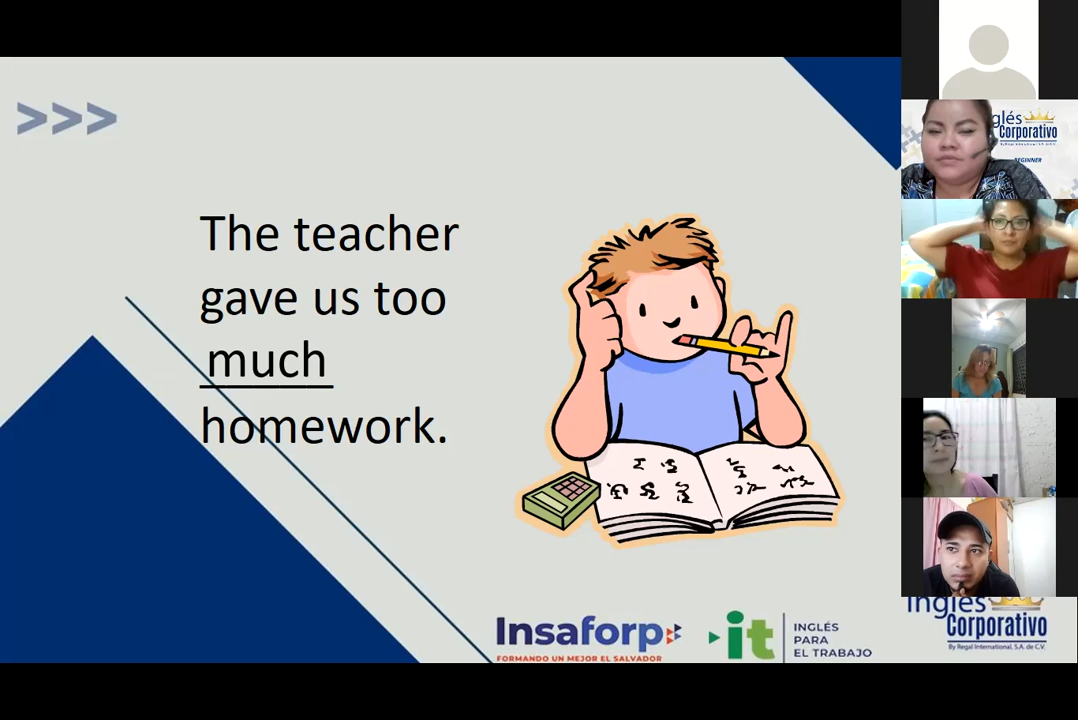 >>>
The teacher
gave us too
much
homework.
Insaforp
FORMANDO UN MEJOR EL SALVADOR
it
INGLÉS
PARA
EL TRABAJO
glés
Corporativo
BEGINNER
Inglés
Corporativo
By Regal International, S.A. de C.V.